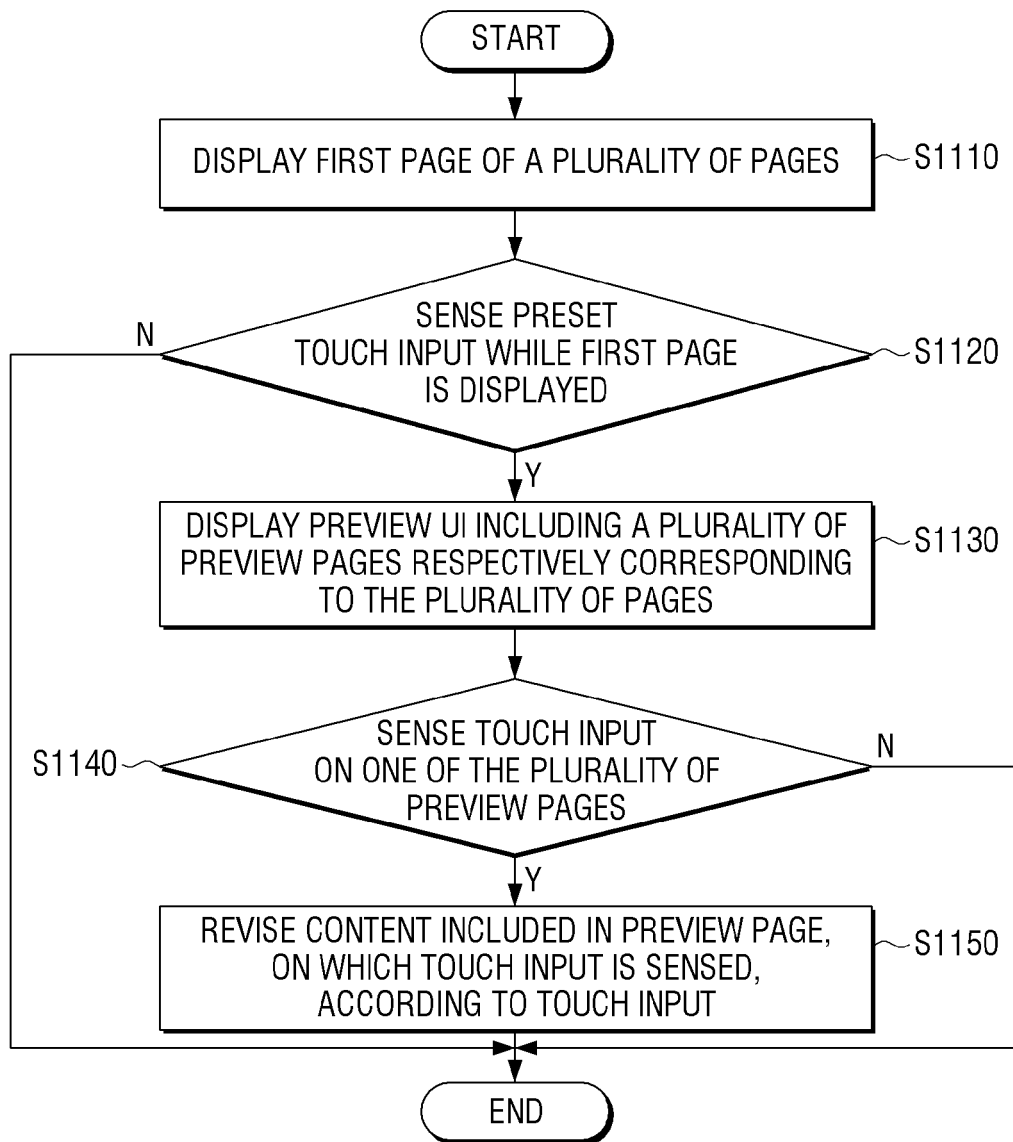 START
DISPLAY FIRST PAGE OF A PLURALITY OF PAGES
S1110
SENSE PRESET
TOUCH INPUT WHILE FIRST PAGE
IS DISPLAYED
N
S1120
Y
DISPLAY PREVIEW UI INCLUDING A PLURALITY OF
PREVIEW PAGES RESPECTIVELY CORRESPONDING
TO THE PLURALITY OF PAGES
S1130
S1140
SENSE TOUCH INPUT
ON ONE OF THE PLURALITY OF
PREVIEW PAGES
N
Y
REVISE CONTENT INCLUDED IN PREVIEW PAGE,
ON WHICH TOUCH INPUT IS SENSED,
ACCORDING TO TOUCH INPUT
S1150
END